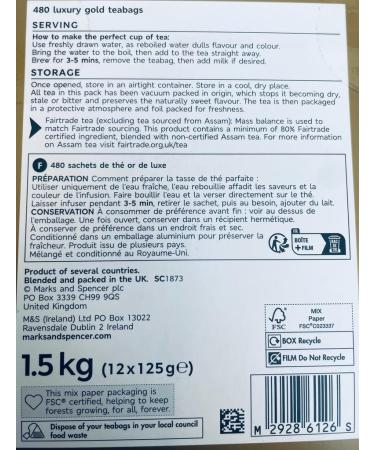 480 luxury gold teabags
SERVING
How to make the perfect cup of tea:
Use freshly drawn water, as reboiled water dulls flavour and colour.
Bring the water to the boil, then add to the tea straight away.
Brew for 3-5 mins, remove the teabag, then add milk if desired.
STORAGE
Once opened, store in an airtight container. Store in a cool, dry place.
All tea in this pack has been vacuum packed in origin, which stops it becoming dry,
stale or bitter and preserves the naturally sweet flavour. The tea is then packaged
in a protective atmosphere and foil packed for freshness.
Fairtrade tea (excluding tea sourced from Assam): Mass balance is used to
match Fairtrade sourcing. This product contains a minimum of 80% Fairtrade
certified ingredient, blended with non-certified Assam tea. For more information
on Assam tea visit fairtrade.org.uk/tea
F 480 sachets de thé or de luxe
PRÉPARATION Comment préparer la tasse de thé parfaite :
Utiliser uniquement de l'eau fraîche, l'eau rebouillie affadit les saveurs et la
couleur de l'infusion. Faire bouillir l'eau et la verser directement sur le thé.
Laisser infuser pendant 3-5 min, retirer le sachet, puis au besoin, ajouter du lait.
CONSERVATION À consommer de préférence avant fin : voir au dessus de
l'emballage. Une fois ouvert, conserver dans un récipient hermétique.
À conserver de préférence dans un endroit frais et sec.
Conditionné dans un emballage aluminium pour préserver la
fraîcheur. Produit issu de plusieurs pays.
Mélangé et conditionné au Royaume-Uni.
FR
BOÎTE
+ FILM
Product of several countries.
Blended and packed in the UK. SC1873
© Marks and Spencer plc
PO Box 3339 CH99 9QS
United Kingdom
M&S (Ireland) Ltd PO Box 13022
Ravensdale Dublin 2 Ireland
marksandspencer.com
FSC
MIX
Paper
FSC® C023337
BOX Recycle
FILM Do Not Recycle
1.5 kg (12x125g℮)
This mix paper packaging is
FSC® certified, helping to keep
forests growing, for all, forever.
Dispose of your teabags in your local council
food waste
M 2928 6126 S